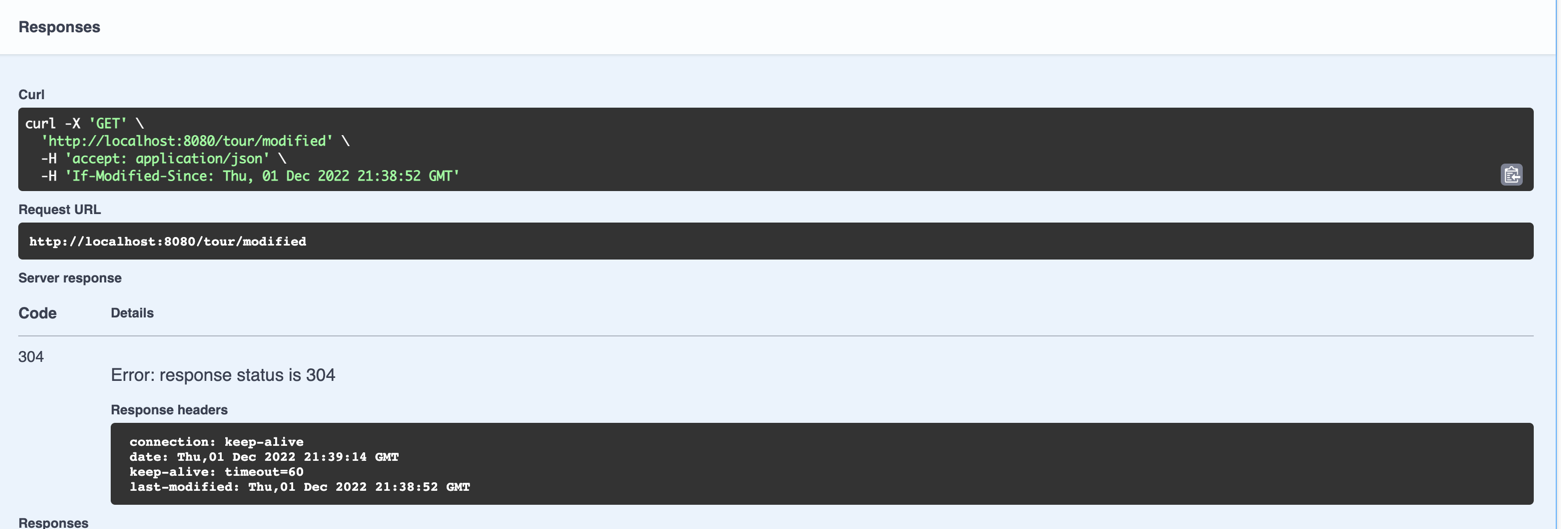 Responses
Curl
curl -X 'GET' \
  'http://localhost:8080/tour/modified' \
  -H 'accept: application/json' \
  -H 'If-Modified-Since: Thu, 01 Dec 2022 21:38:52 GMT'
Request URL
http://localhost:8080/tour/modified
Server response
Code Details
304
Error: response status is 304
Response headers
connection: keep-alive
date: Thu,01 Dec 2022 21:39:14 GMT
keep-alive: timeout=60
last-modified: Thu,01 Dec 2022 21:38:52 GMT
Responses